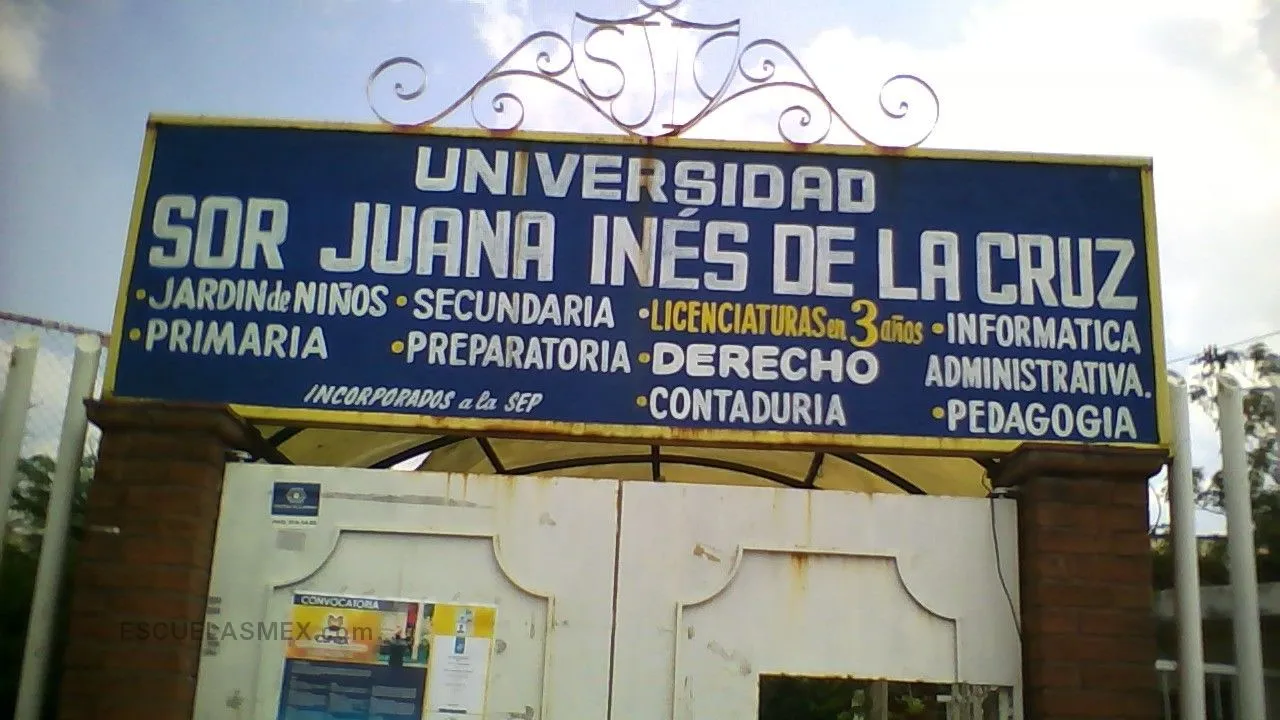 SJIC
UNIVERSIDAD
SOR JUANA INÉS DE LA CRUZ
•JARDIN de NIÑOS •SECUNDARIA •LICENCIATURAS en 3 años •INFORMATICA
•PRIMARIA •PREPARATORIA •DERECHO ADMINISTRATIVA.
INCORPORADOS a la SEP •CONTADURIA •PEDAGOGIA
CONVOCATORIA
ESCUELASMEX.com